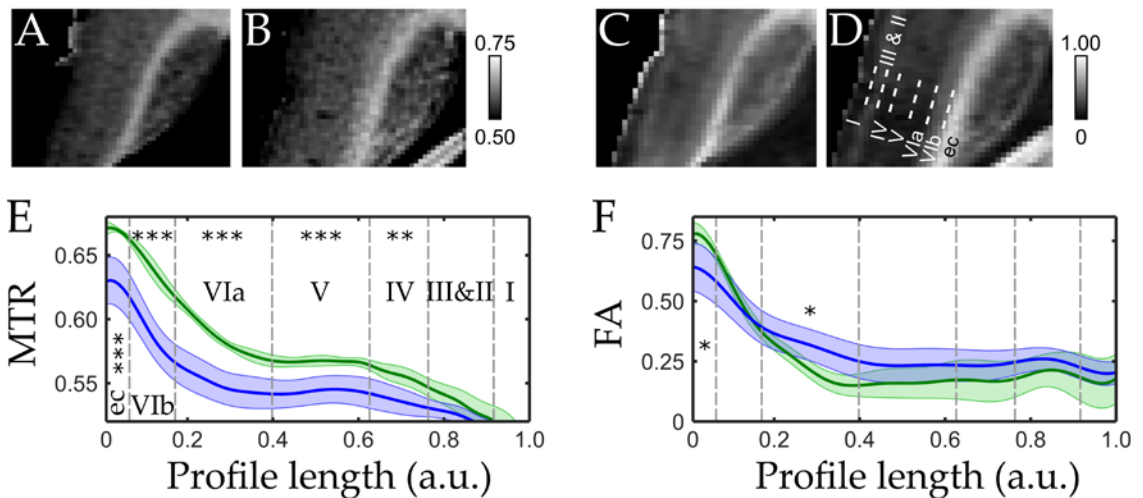 A
B
0.75
0.50
C
D
1.00
0
I
III & II
IV
V
VIa
VIb
ec
E
MTR
0.65
0.60
0.55
***
***
***
**
***
ec
VIb
VIa
V
IV
III&II
I
0 0.2 0.4 0.6 0.8 1.0
Profile length (a.u.)
F
FA
0.75
0.50
0.25
0
*
*
0 0.2 0.4 0.6 0.8 1.0
Profile length (a.u.)